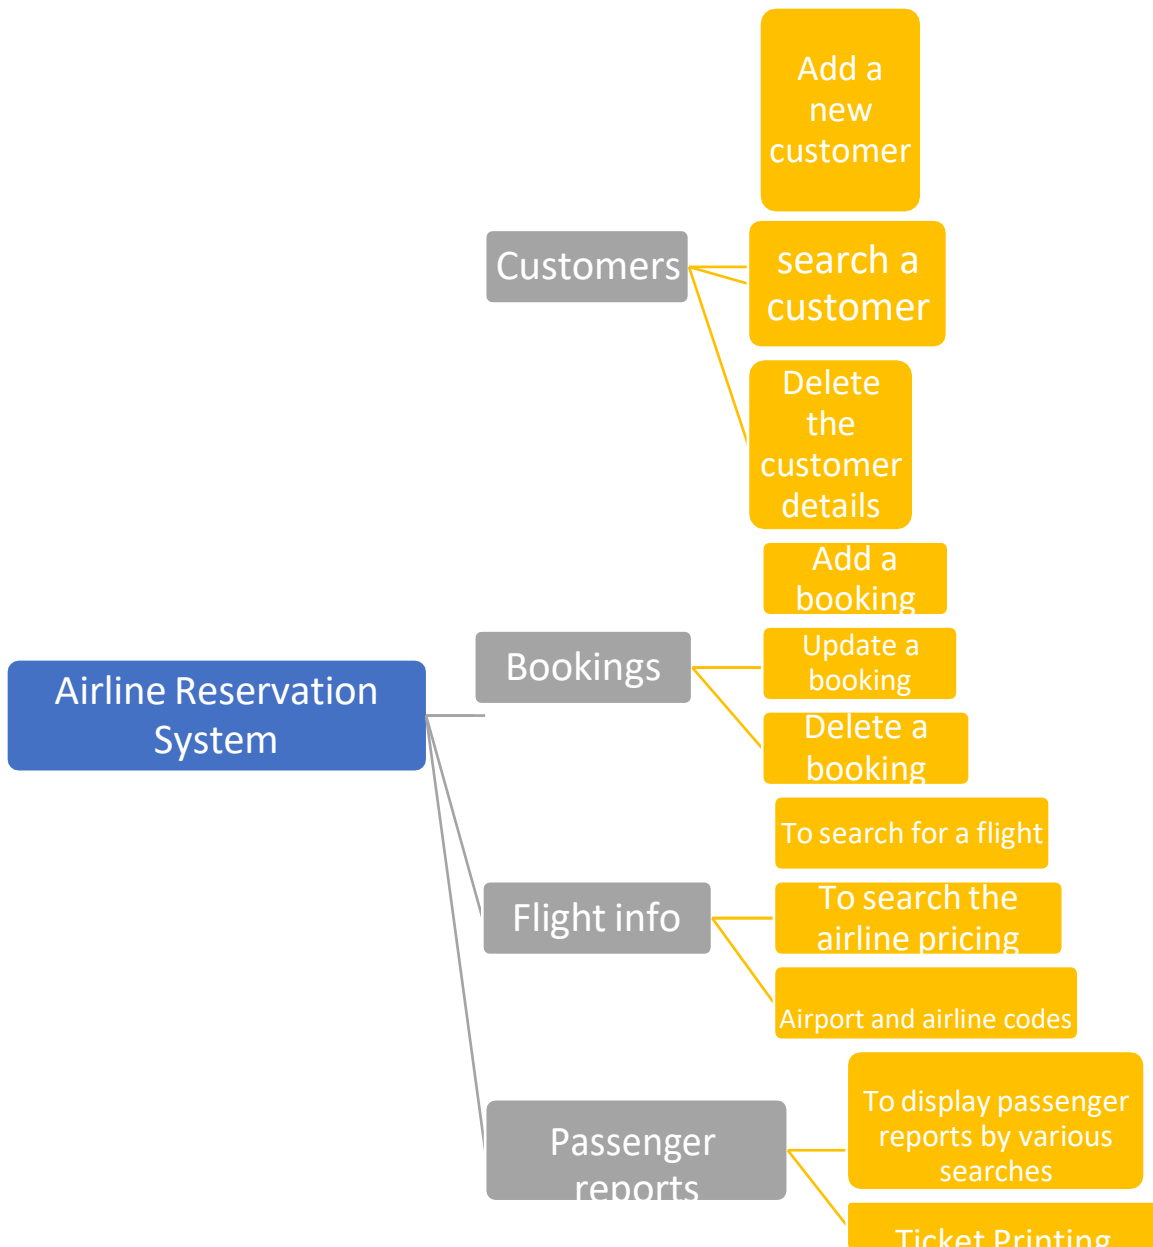 Add a
new
customer
Customers
search a
customer
Delete
the
customer
details
Add a
booking
Bookings
Update a
booking
Delete a
booking
Airline Reservation
System
To search for a flight
Flight info
To search the
airline pricing
Airport and airline codes
Passenger
reports
To display passenger
reports by various
searches
Ticket Printing